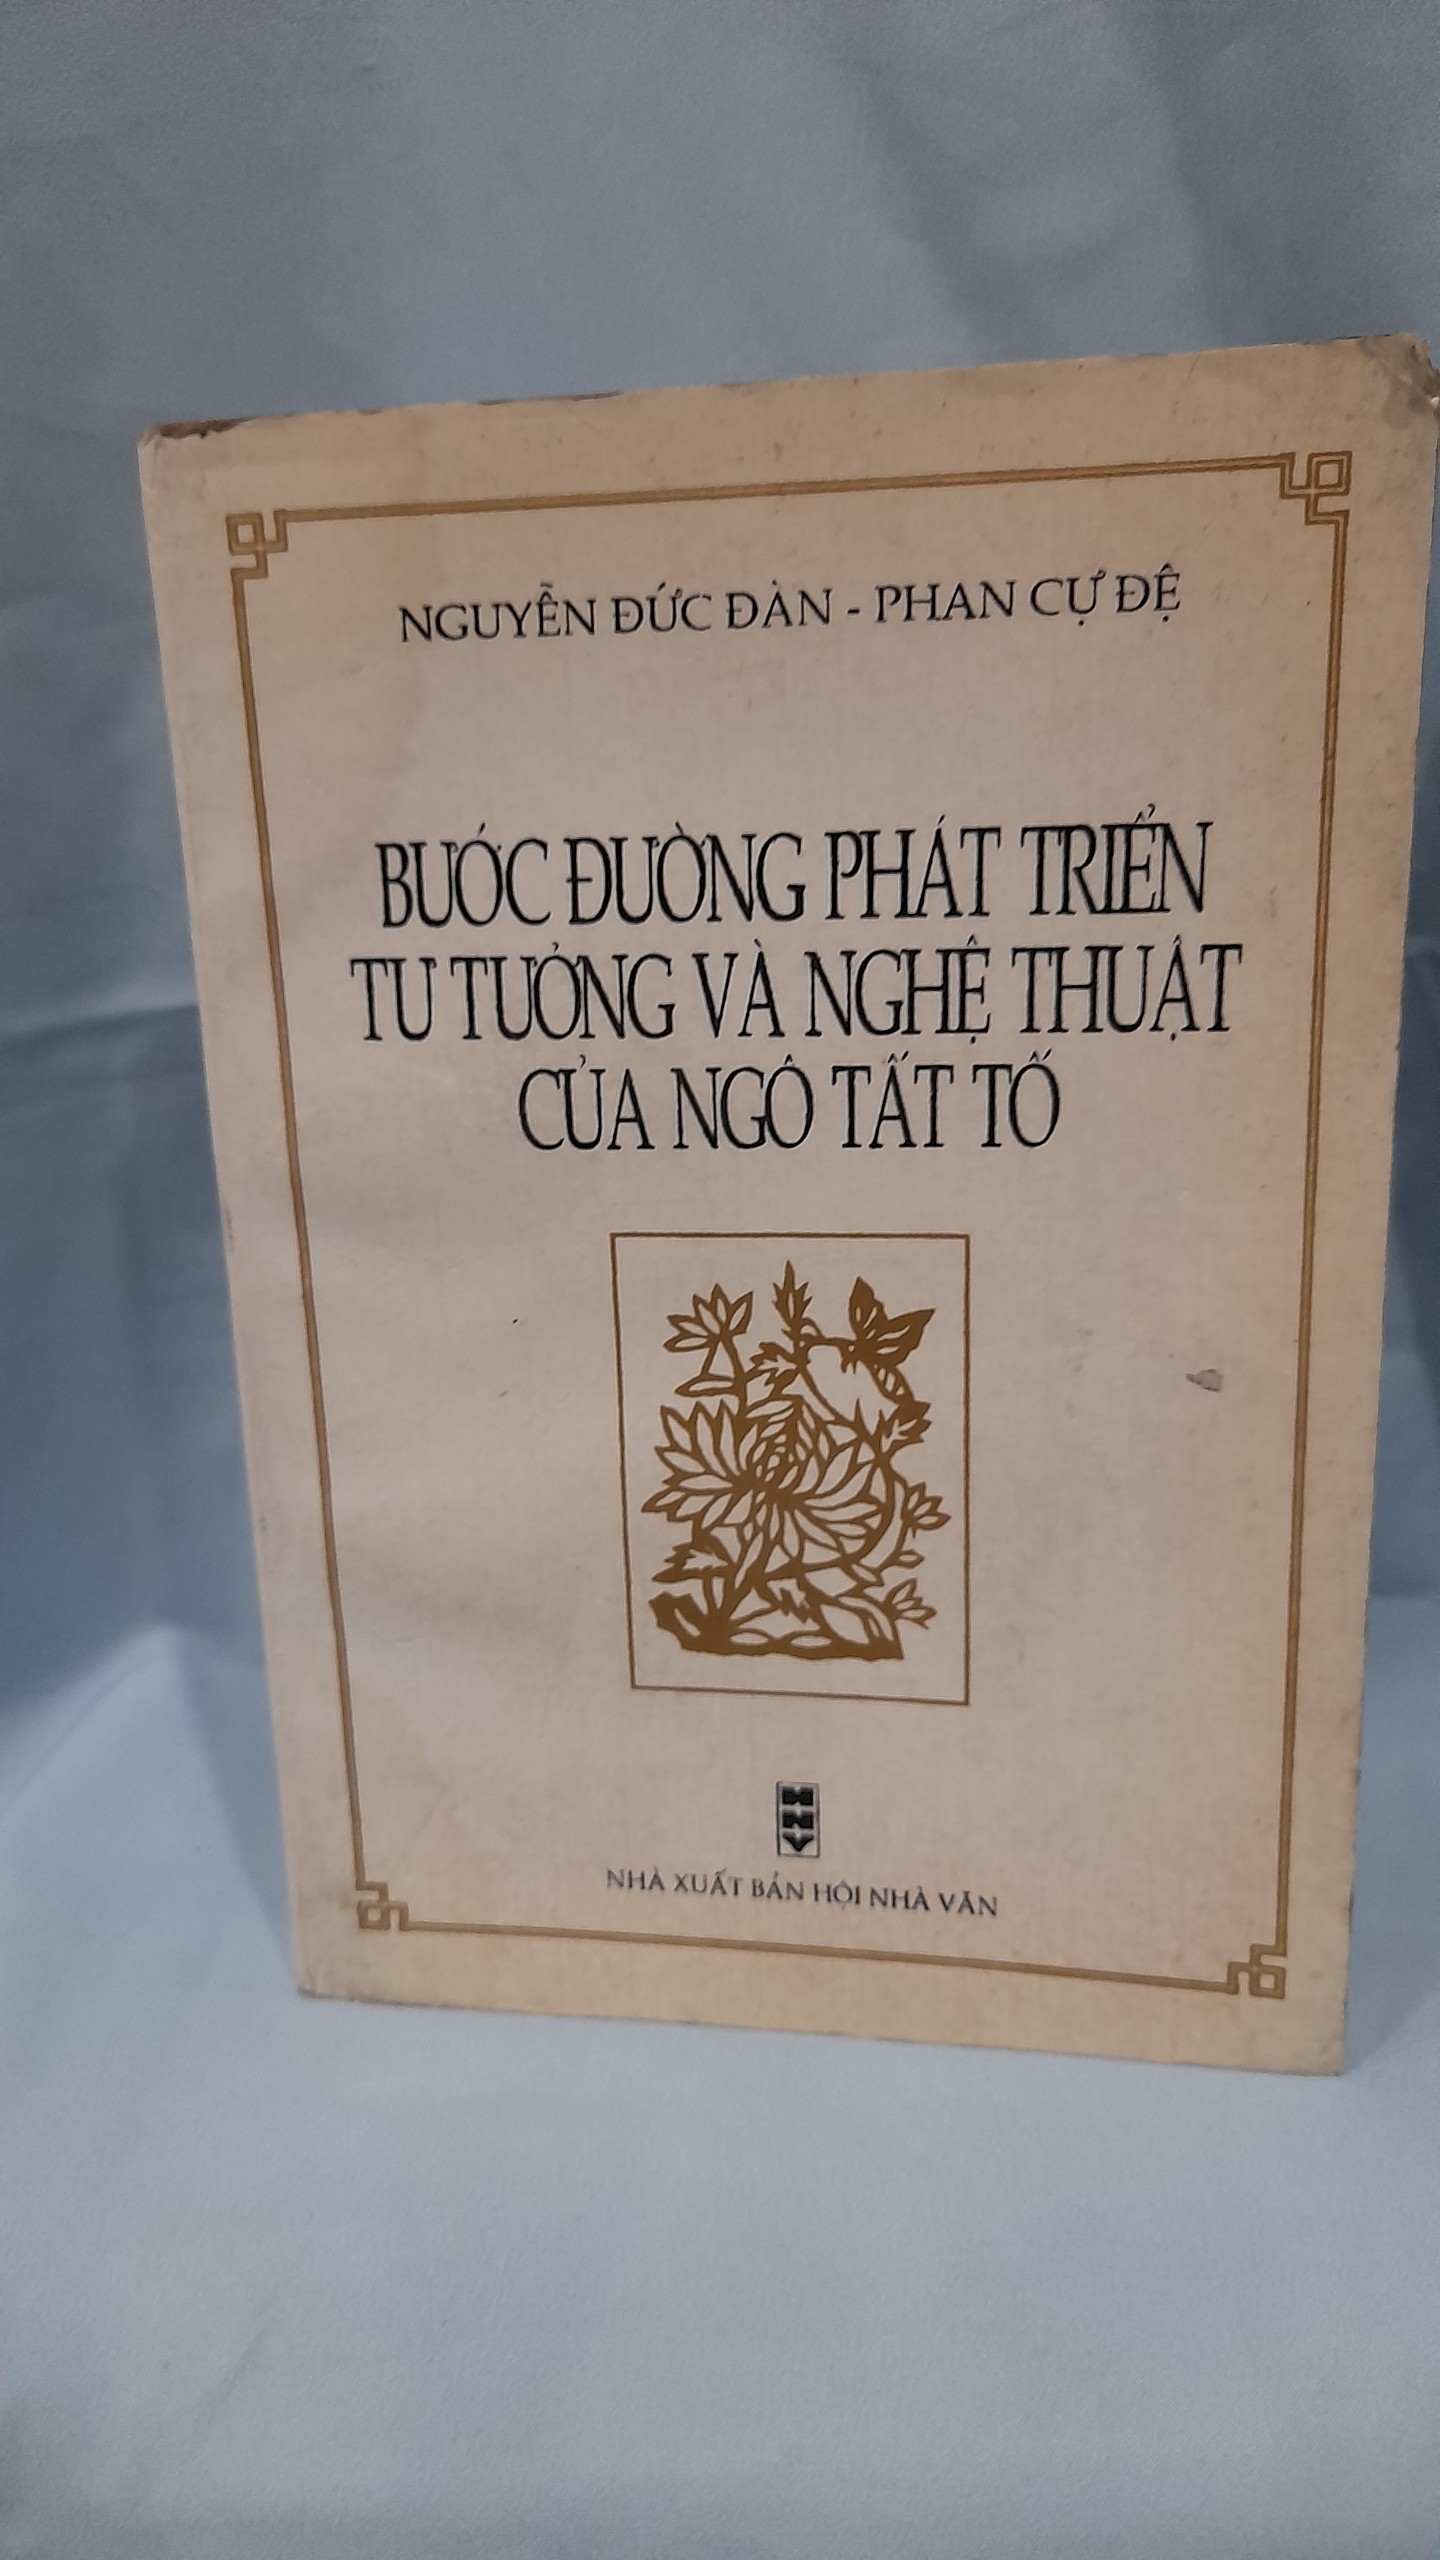 NGUYỄN ĐỨC ĐÀN - PHAN CỰ ĐỆ
BƯỚC ĐƯỜNG PHÁT TRIỂN
TƯ TƯỞNG VÀ NGHỆ THUẬT
CỦA NGÔ TẤT TỐ
HNV
NHÀ XUẤT BẢN HỘI NHÀ VĂN